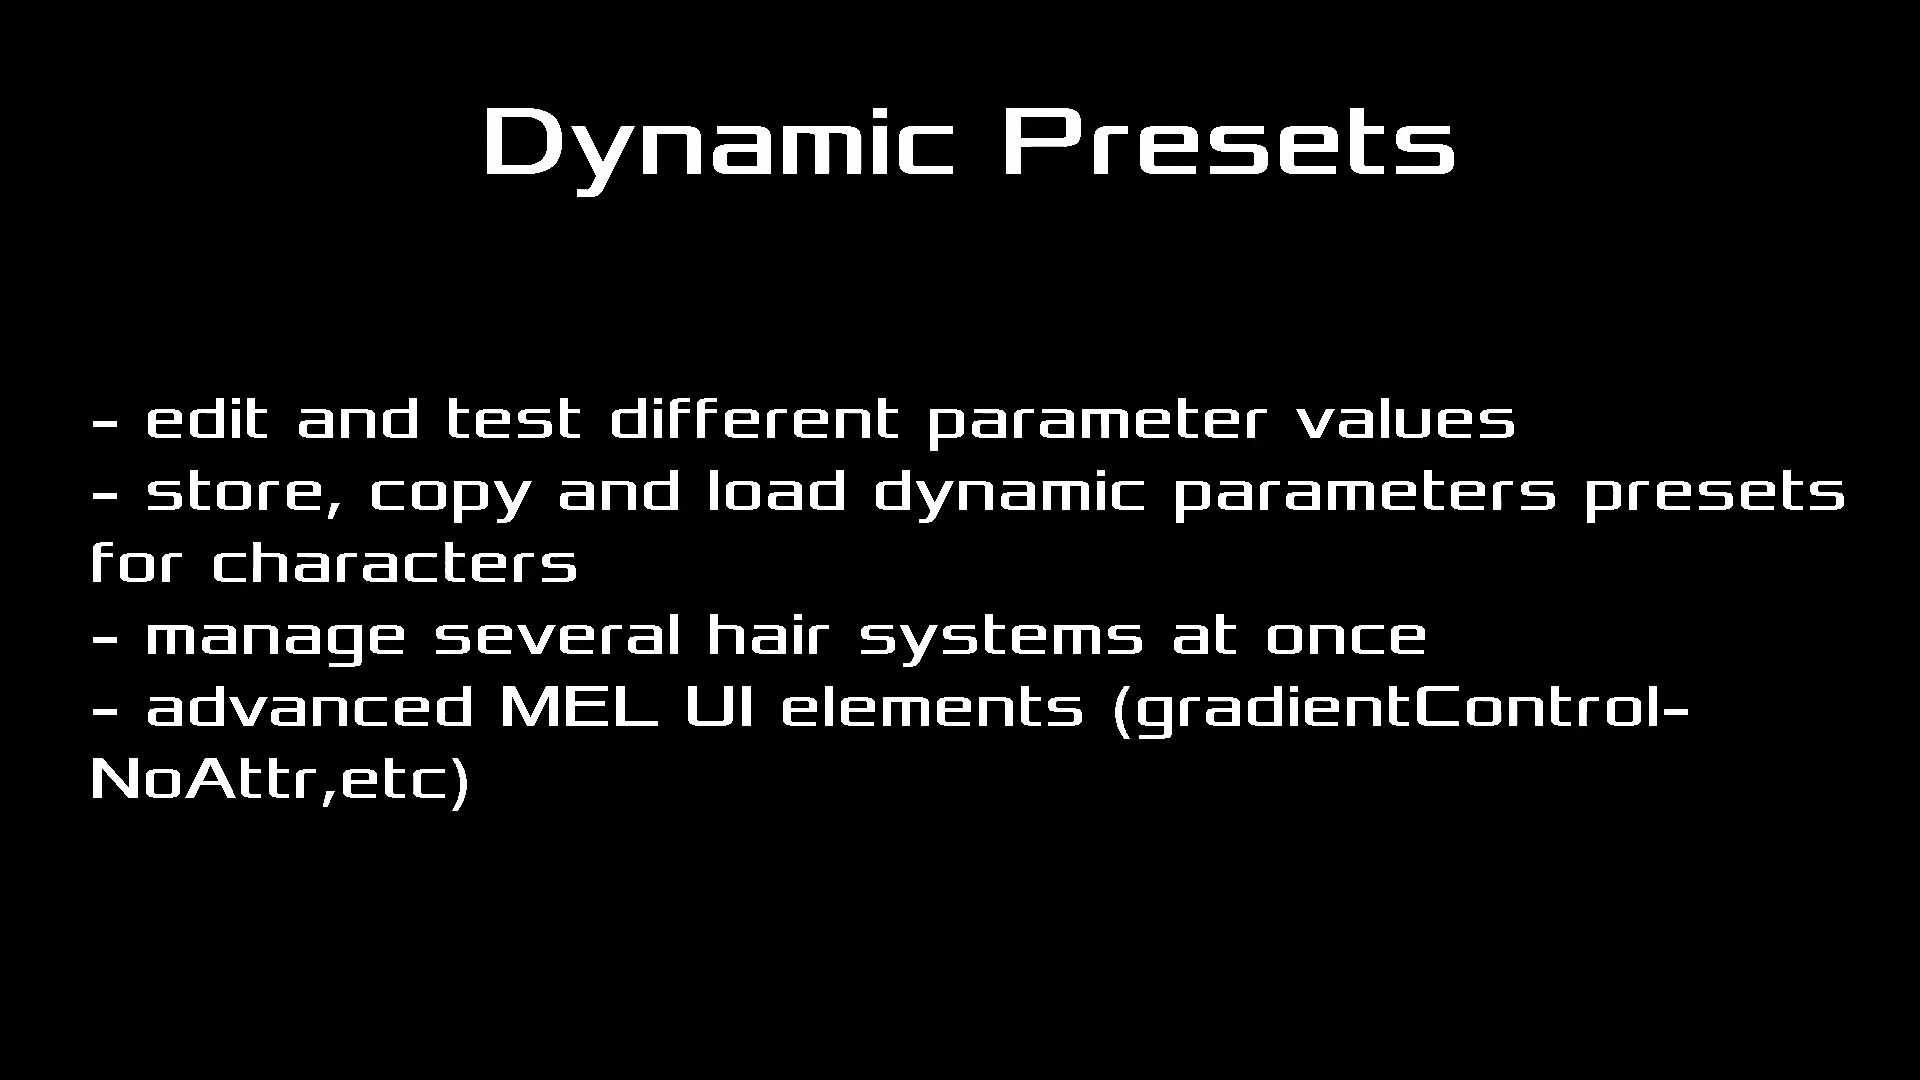 Dynamic Presets
- edit and test different parameter values
- store, copy and load dynamic parameters presets
for characters
- manage several hair systems at once
- advanced MEL UI elements (gradientControl-
NoAttr,etc)